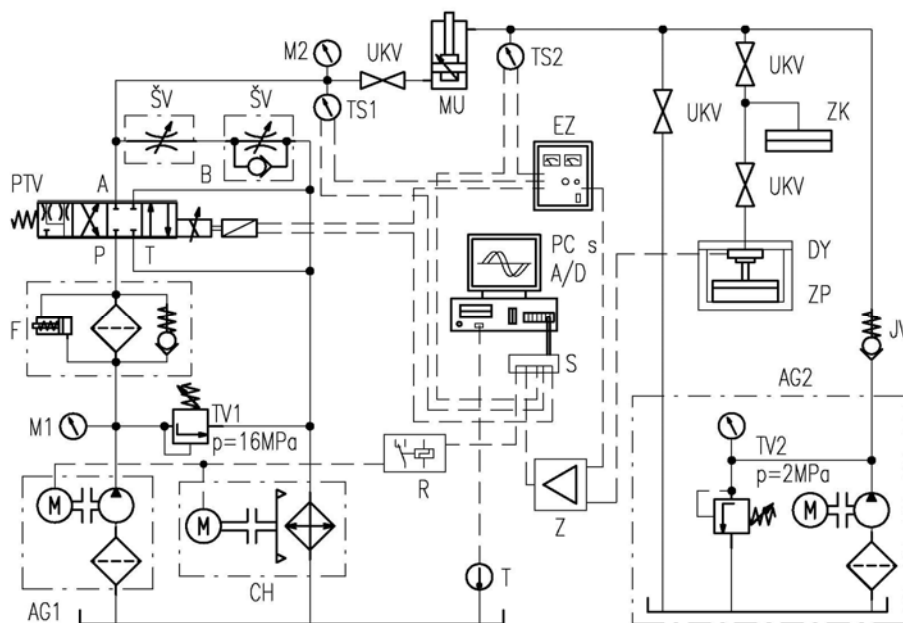 M2
UKV
MU
TS2
UKV
ŠV
ŠV
TS1
EZ
UKV
ZK
B
PTV
A
UKV
P
T
PC s
A/D
DY
ZP
F
S
JV
AG2
M1
TV1
p=16MPa
TV2
p=2MPa
R
M
M
M
Z
CH
T
AG1